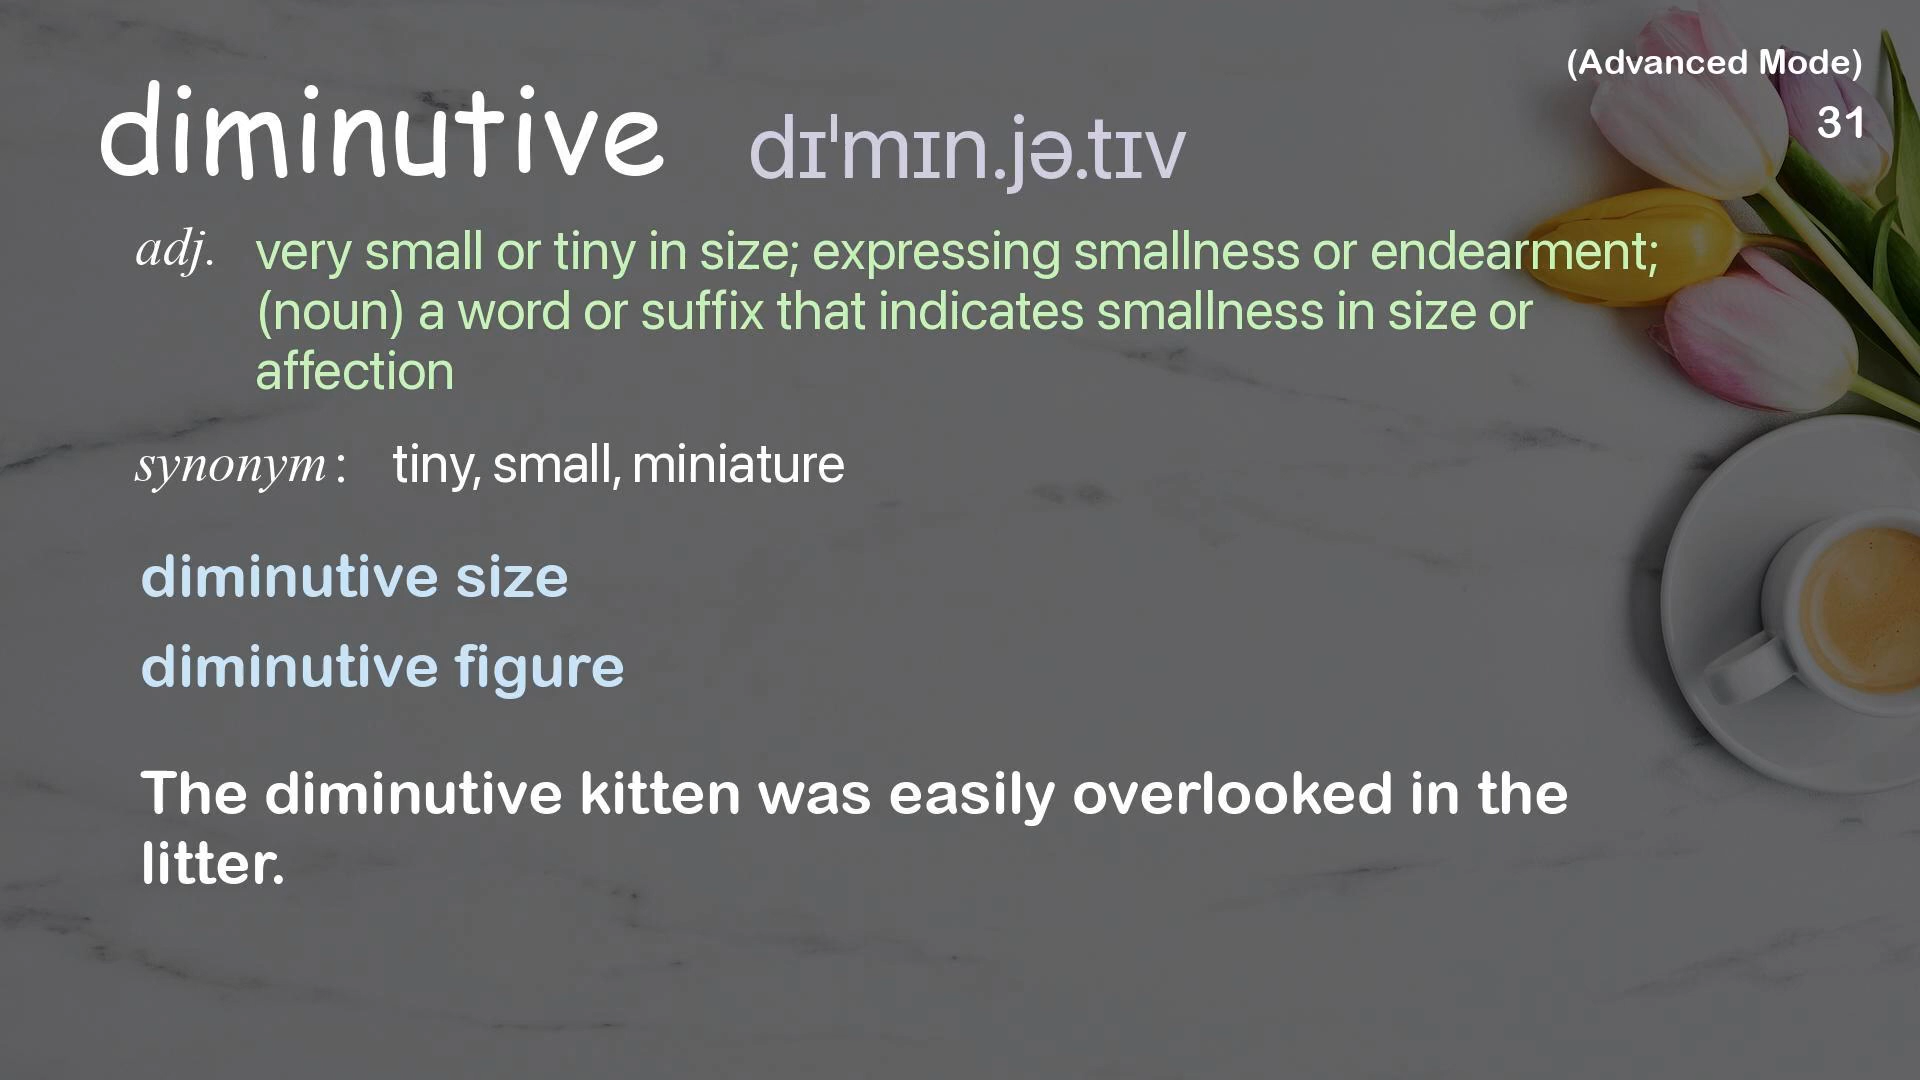 (Advanced Mode)
31
diminutive dɪˈmɪn.jə.tɪv
adj. very small or tiny in size; expressing smallness or endearment;
(noun) a word or suffix that indicates smallness in size or
affection
synonym : tiny, small, miniature
diminutive size
diminutive figure
The diminutive kitten was easily overlooked in the
litter.